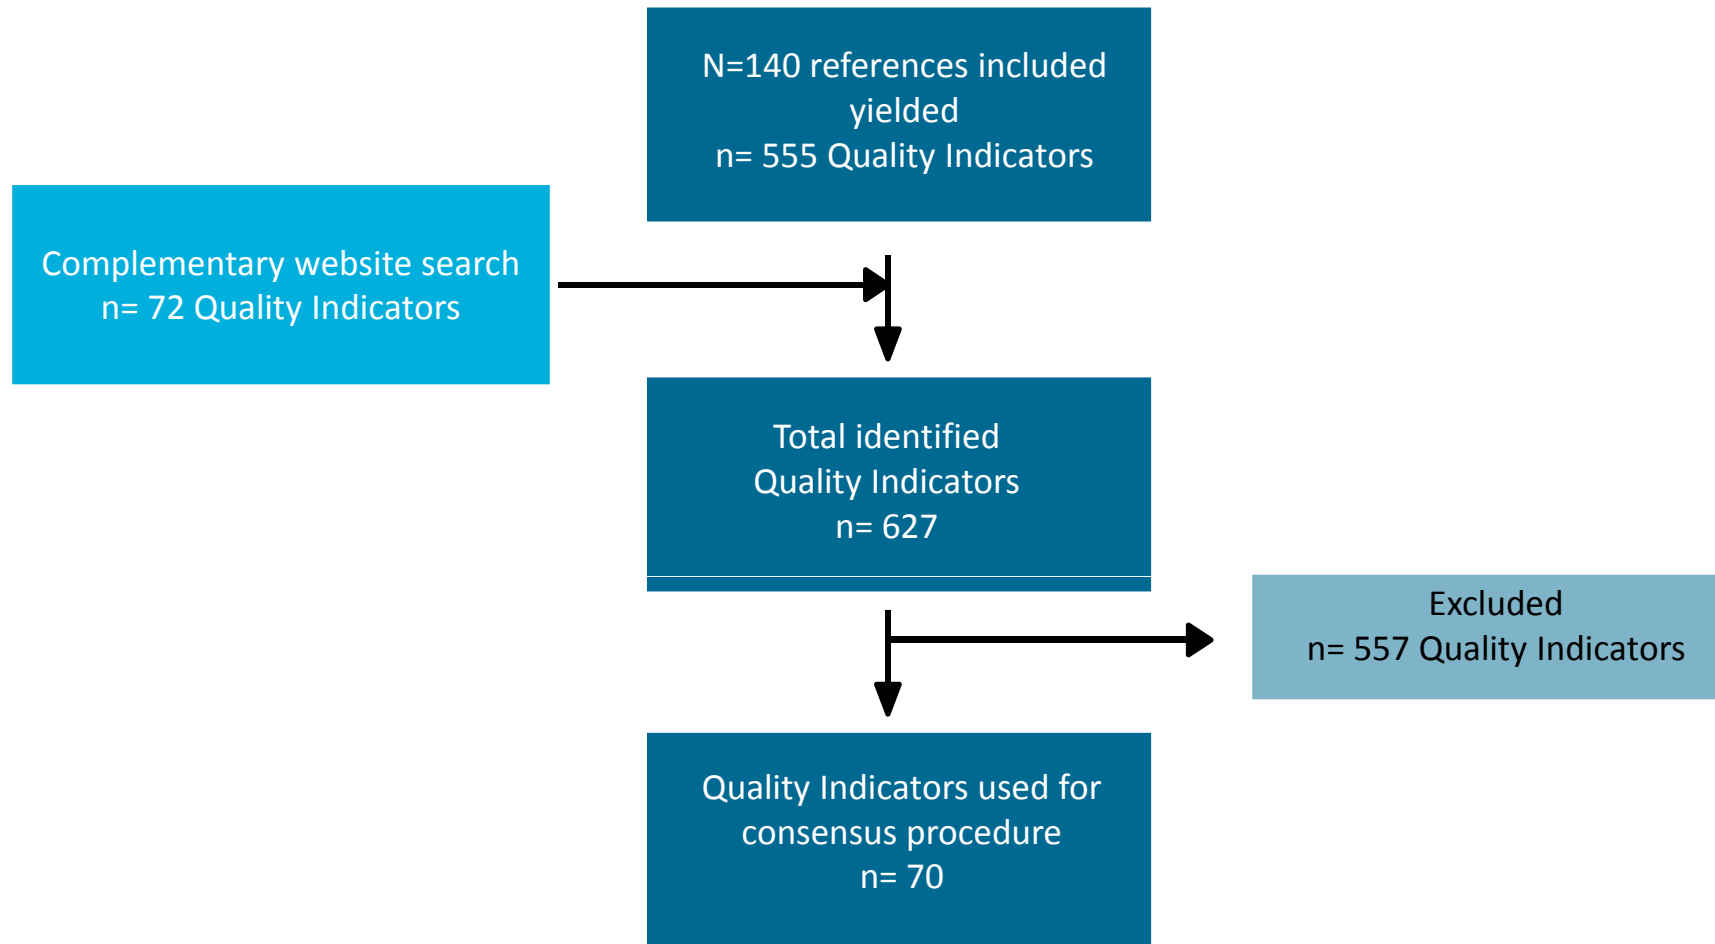 N=140 references included
yielded
n= 555 Quality Indicators
Complementary website search
n= 72 Quality Indicators
Total identified
Quality Indicators
n= 627
Excluded
n= 557 Quality Indicators
Quality Indicators used for
consensus procedure
n= 70